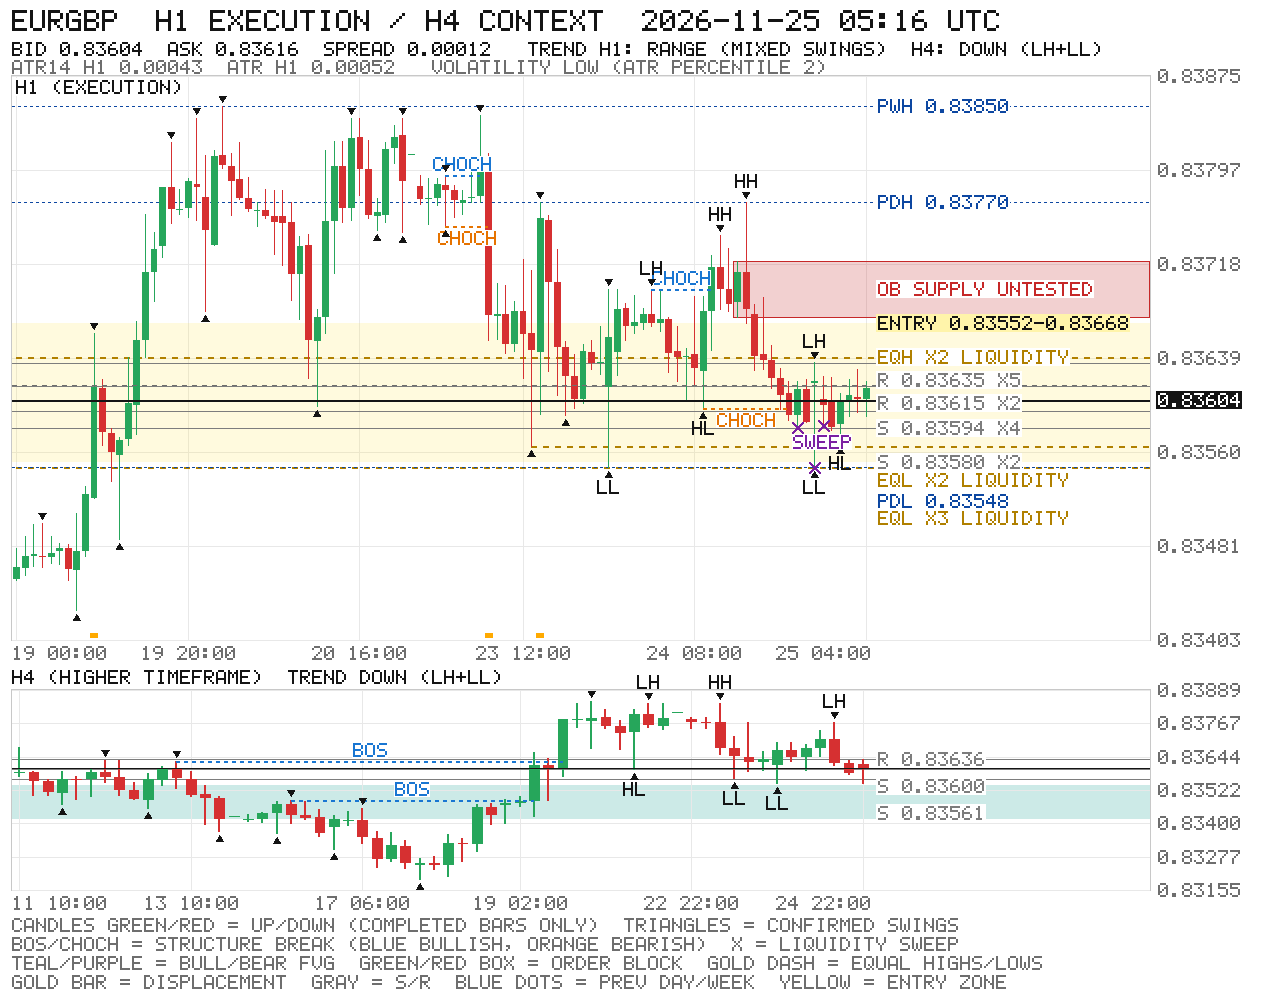 EURGBP  H1 EXECUTION / H4 CONTEXT  2026-11-25 05:16 UTC
BID 0.83604  ASK 0.83616  SPREAD 0.00012   TREND H1: RANGE (MIXED SWINGS)  H4: DOWN (LH+LL)
ATR14 H1 0.00043  ATR H1 0.00052   VOLATILITY LOW (ATR PERCENTILE 2)
H1 (EXECUTION)
0.83875
PWH 0.83850
CHOCH
0.83797
HH
PDH 0.83770
HH
CHOCH
LH
CHOCH
0.83718
OB SUPPLY UNTESTED
ENTRY 0.83552-0.83668
LH
EQH X2 LIQUIDITY
0.83639
R 0.83635 X5
R 0.83615 X2
0.83604
HL
CHOCH
S 0.83594 X4
SWEEP
0.83560
S 0.83580 X2
HL
EQL X2 LIQUIDITY
LL
LL
PDL 0.83548
EQL X3 LIQUIDITY
0.83481
0.83403
19 00:00
19 20:00
20 16:00
23 12:00
24 08:00
25 04:00
H4 (HIGHER TIMEFRAME)  TREND DOWN (LH+LL)
LH
HH
0.83889
LH
0.83767
BOS
R 0.83636
0.83644
BOS
HL
S 0.83600
0.83522
LL
LL
S 0.83561
0.83400
0.83277
0.83155
11 10:00
13 10:00
17 06:00
19 02:00
22 22:00
24 22:00
CANDLES GREEN/RED = UP/DOWN (COMPLETED BARS ONLY)  TRIANGLES = CONFIRMED SWINGS
BOS/CHOCH = STRUCTURE BREAK (BLUE BULLISH, ORANGE BEARISH)  X = LIQUIDITY SWEEP
TEAL/PURPLE = BULL/BEAR FVG  GREEN/RED BOX = ORDER BLOCK  GOLD DASH = EQUAL HIGHS/LOWS
GOLD BAR = DISPLACEMENT  GRAY = S/R  BLUE DOTS = PREV DAY/WEEK  YELLOW = ENTRY ZONE